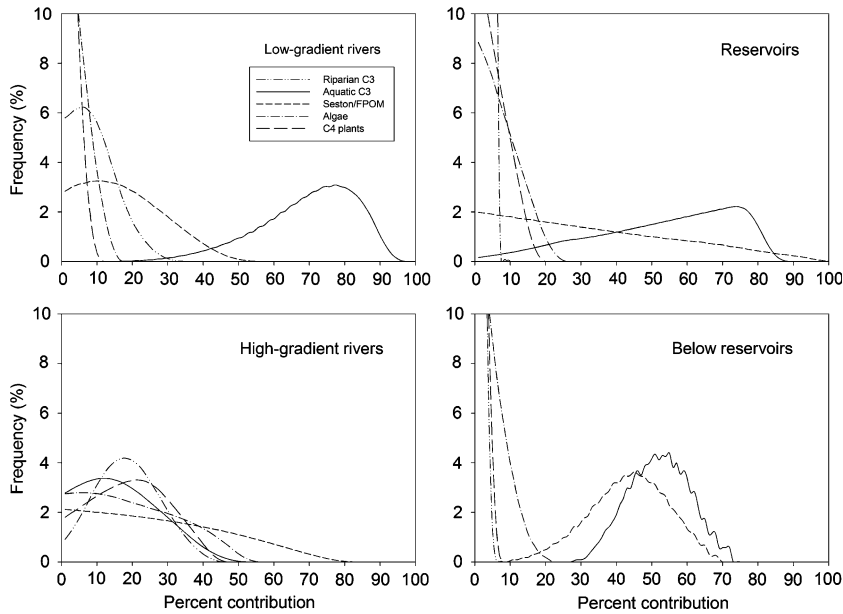 10
8
6
4
2
0
Frequency (%)
Low-gradient rivers
Riparian C3
Aquatic C3
Seston/FPOM
Algae
C4 plants
0 10 20 30 40 50 60 70 80 90 100
10
8
6
4
2
0
Reservoirs
0 10 20 30 40 50 60 70 80 90 100
10
8
6
4
2
0
Frequency (%)
High-gradient rivers
0 10 20 30 40 50 60 70 80 90 100
Percent contribution
10
8
6
4
2
0
Below reservoirs
0 10 20 30 40 50 60 70 80 90 100
Percent contribution